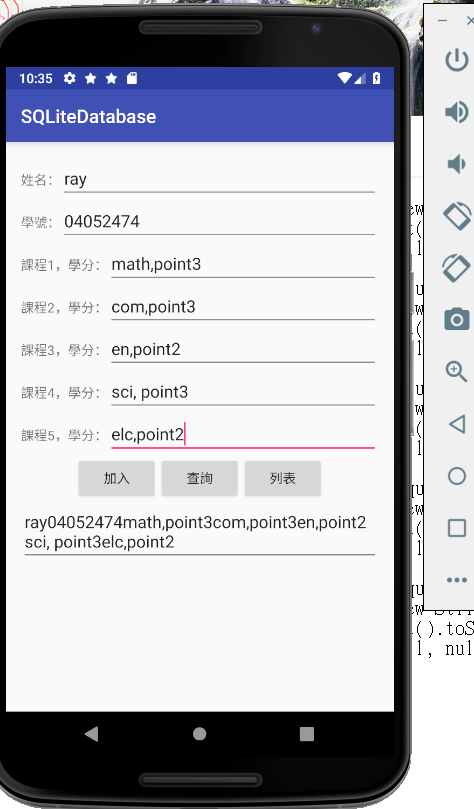 10:35
SQLiteDatabase
姓名: ray
學號: 04052474
課程1，學分: math,point3
課程2，學分: com,point3
課程3，學分: en,point2
課程4，學分: sci, point3
課程5，學分: elc,point2
加入 查詢 列表
ray04052474math,point3com,point3en,point2
sci, point3elc,point2
().toS
l, nul